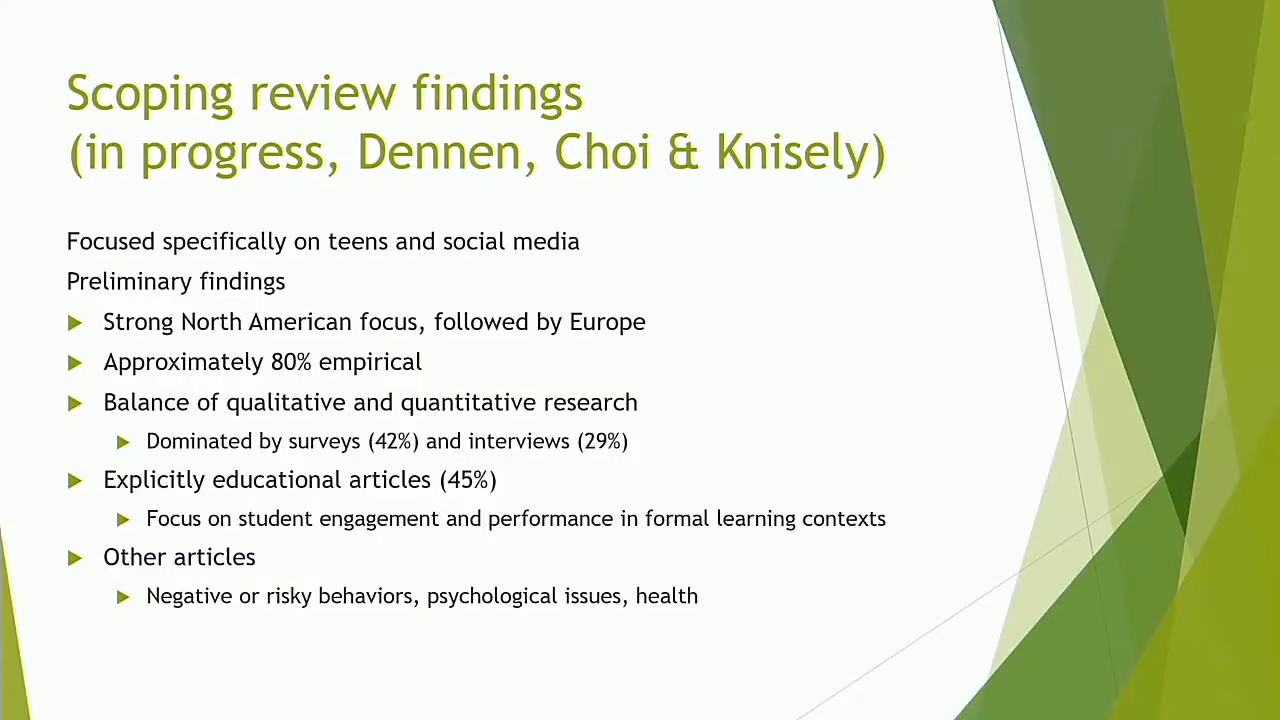 Scoping review findings
(in progress, Dennen, Choi & Knisely)
Focused specifically on teens and social media
Preliminary findings
Strong North American focus, followed by Europe
Approximately 80% empirical
Balance of qualitative and quantitative research
Dominated by surveys (42%) and interviews (29%)
Explicitly educational articles (45%)
Focus on student engagement and performance in formal learning contexts
Other articles
Negative or risky behaviors, psychological issues, health